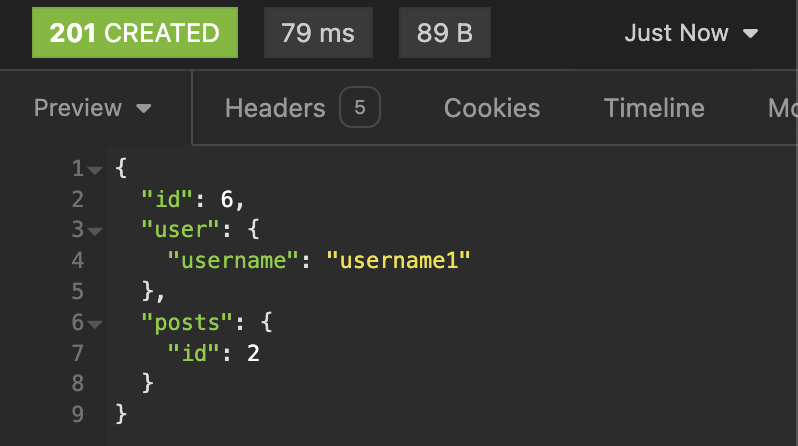 201 CREATED 79 ms 89 B Just Now
Preview Headers 5 Cookies Timeline
1 {
2 "id": 6,
3 "user": {
4 "username": "username1"
5 },
6 "posts": {
7 "id": 2
8 }
9 }